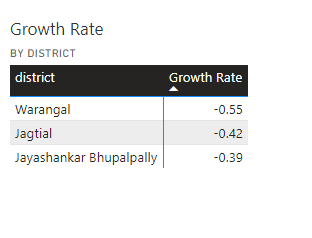 Growth Rate
BY DISTRICT
district Growth Rate
Warangal -0.55
Jagtial -0.42
Jayashankar Bhupalpally -0.39